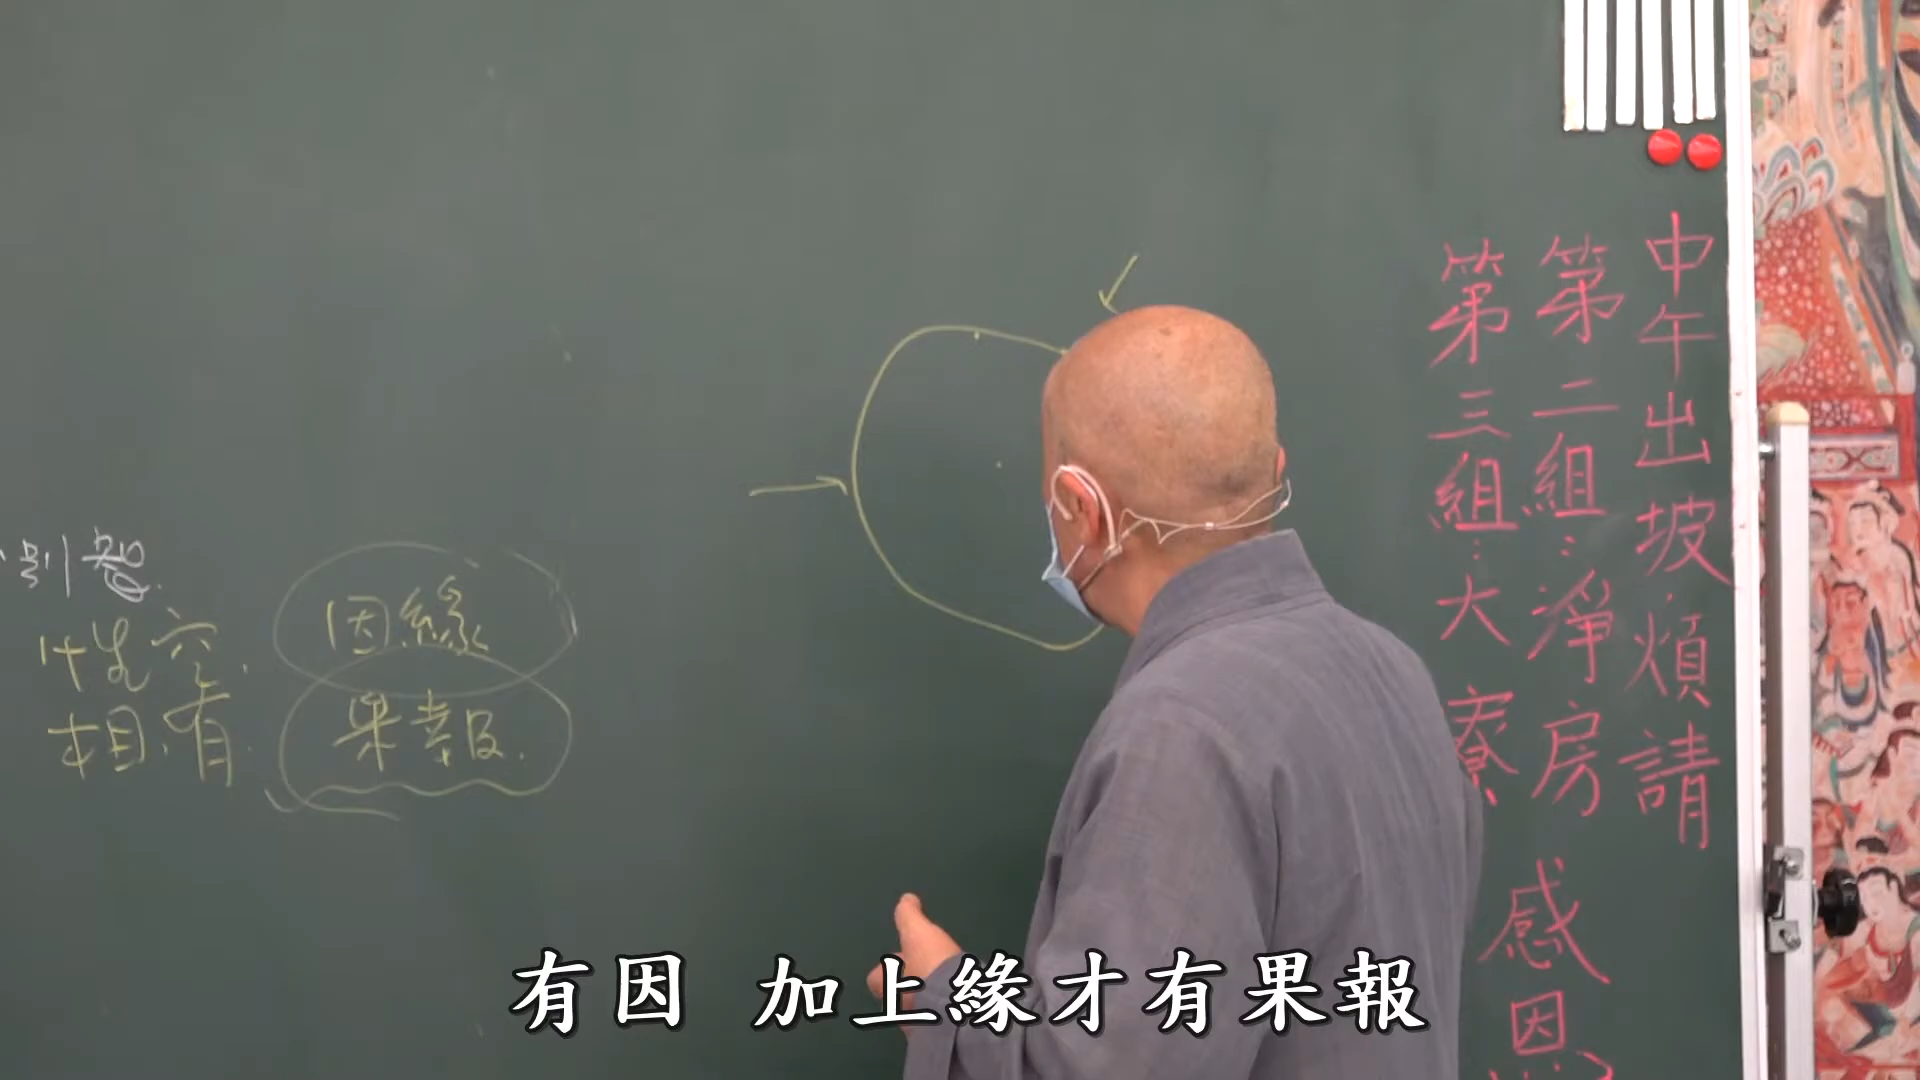 別智
性空
相有
因緣
果報
中午出坡，煩請
第二組：淨房
第三組：大寮
感恩
有因 加上緣才有果報